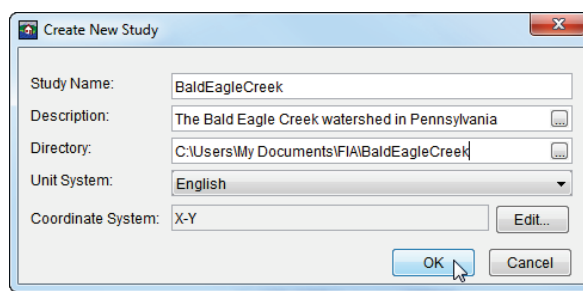 Create New Study
Study Name: BaldEagleCreek
Description: The Bald Eagle Creek watershed in Pennsylvania ...
Directory: C:\Users\My Documents\FIA\BaldEagleCreek ...
Unit System: English
Coordinate System: X-Y Edit...
OK Cancel